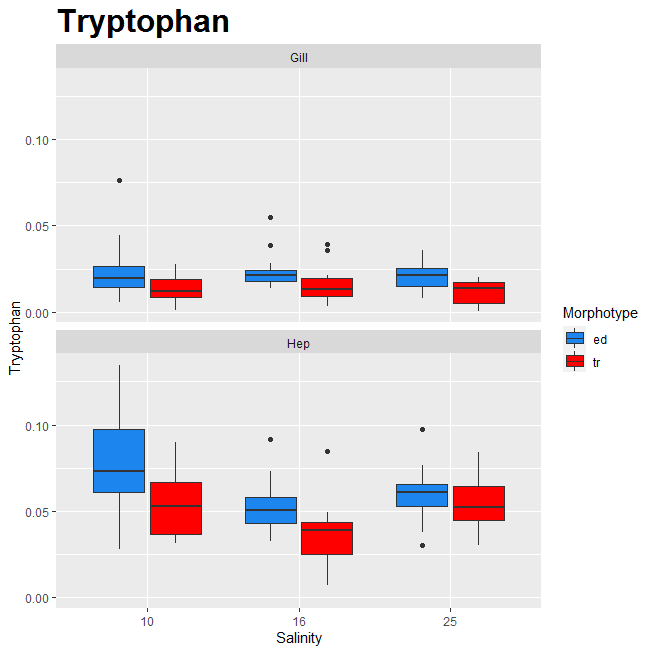 Tryptophan
Gill
0.10
0.05
0.00
Hep
0.10
0.05
0.00
10 16 25
Salinity
Tryptophan
Morphotype
ed
tr